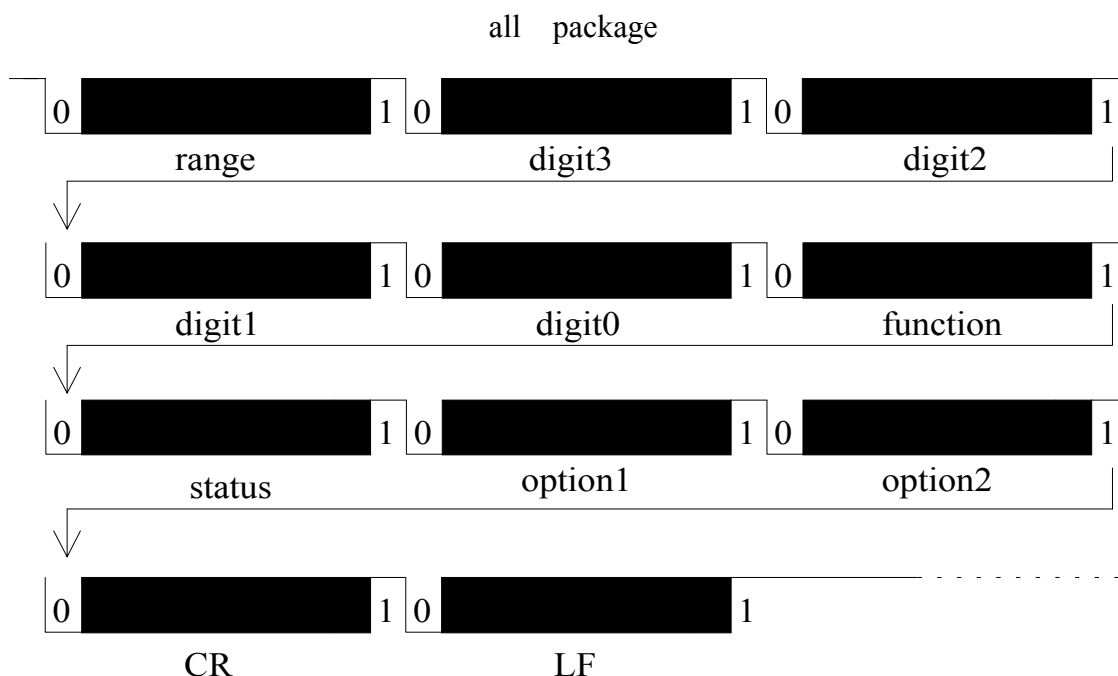 all package
0 1 0 1 0 1
range digit3 digit2
0 1 0 1 0 1
digit1 digit0 function
0 1 0 1 0 1
status option1 option2
0 1 0 1
CR LF